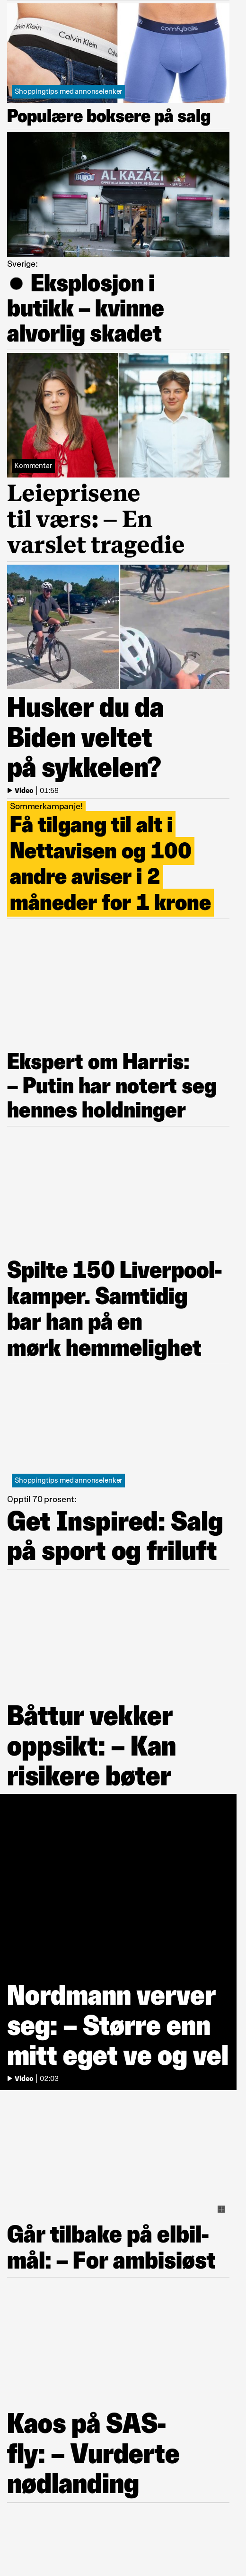 Calvin Klein
Calvin Klein
comfyballs
Shoppingtips med annonselenker
Populære boksere på salg
AL KAZAZI
Sverige:
● Eksplosjon i
butikk – kvinne
alvorlig skadet
Kommentar
Leieprisene
til værs: – En
varslet tragedie
Husker du da
Biden veltet
på sykkelen?
Video | 01:59
Sommerkampanje!
Få tilgang til alt i
Nettavisen og 100
andre aviser i 2
måneder for 1 krone
Ekspert om Harris:
– Putin har notert seg
hennes holdninger
Spilte 150 Liverpool-
kamper. Samtidig
bar han på en
mørk hemmelighet
Shoppingtips med annonselenker
Opptil 70 prosent:
Get Inspired: Salg
på sport og friluft
Båttur vekker
oppsikt: – Kan
risikere bøter
Nordmann verver
seg: – Større enn
mitt eget ve og vel
Video | 02:03
Går tilbake på elbil-
mål: – For ambisiøst
Kaos på SAS-
fly: – Vurderte
nødlanding